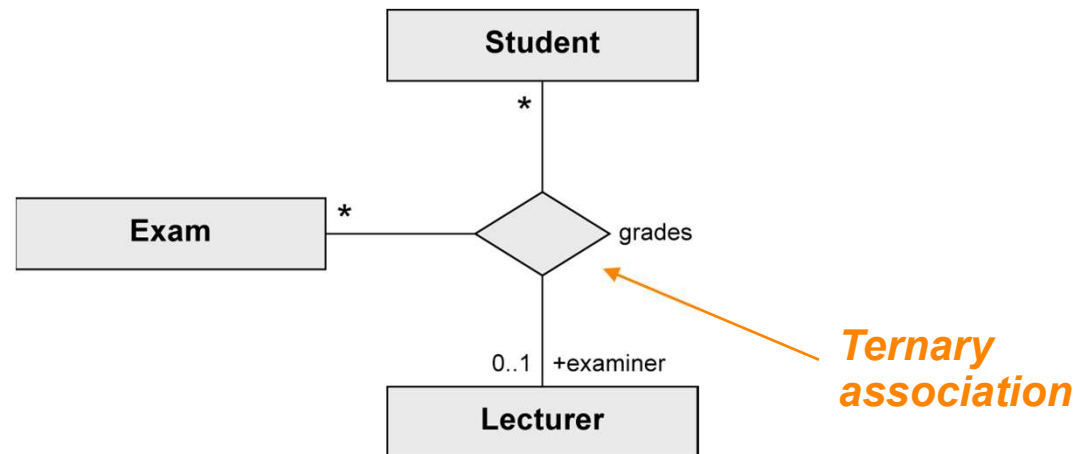 Student
*
Exam
*
grades
Ternary
association
0..1
+examiner
Lecturer